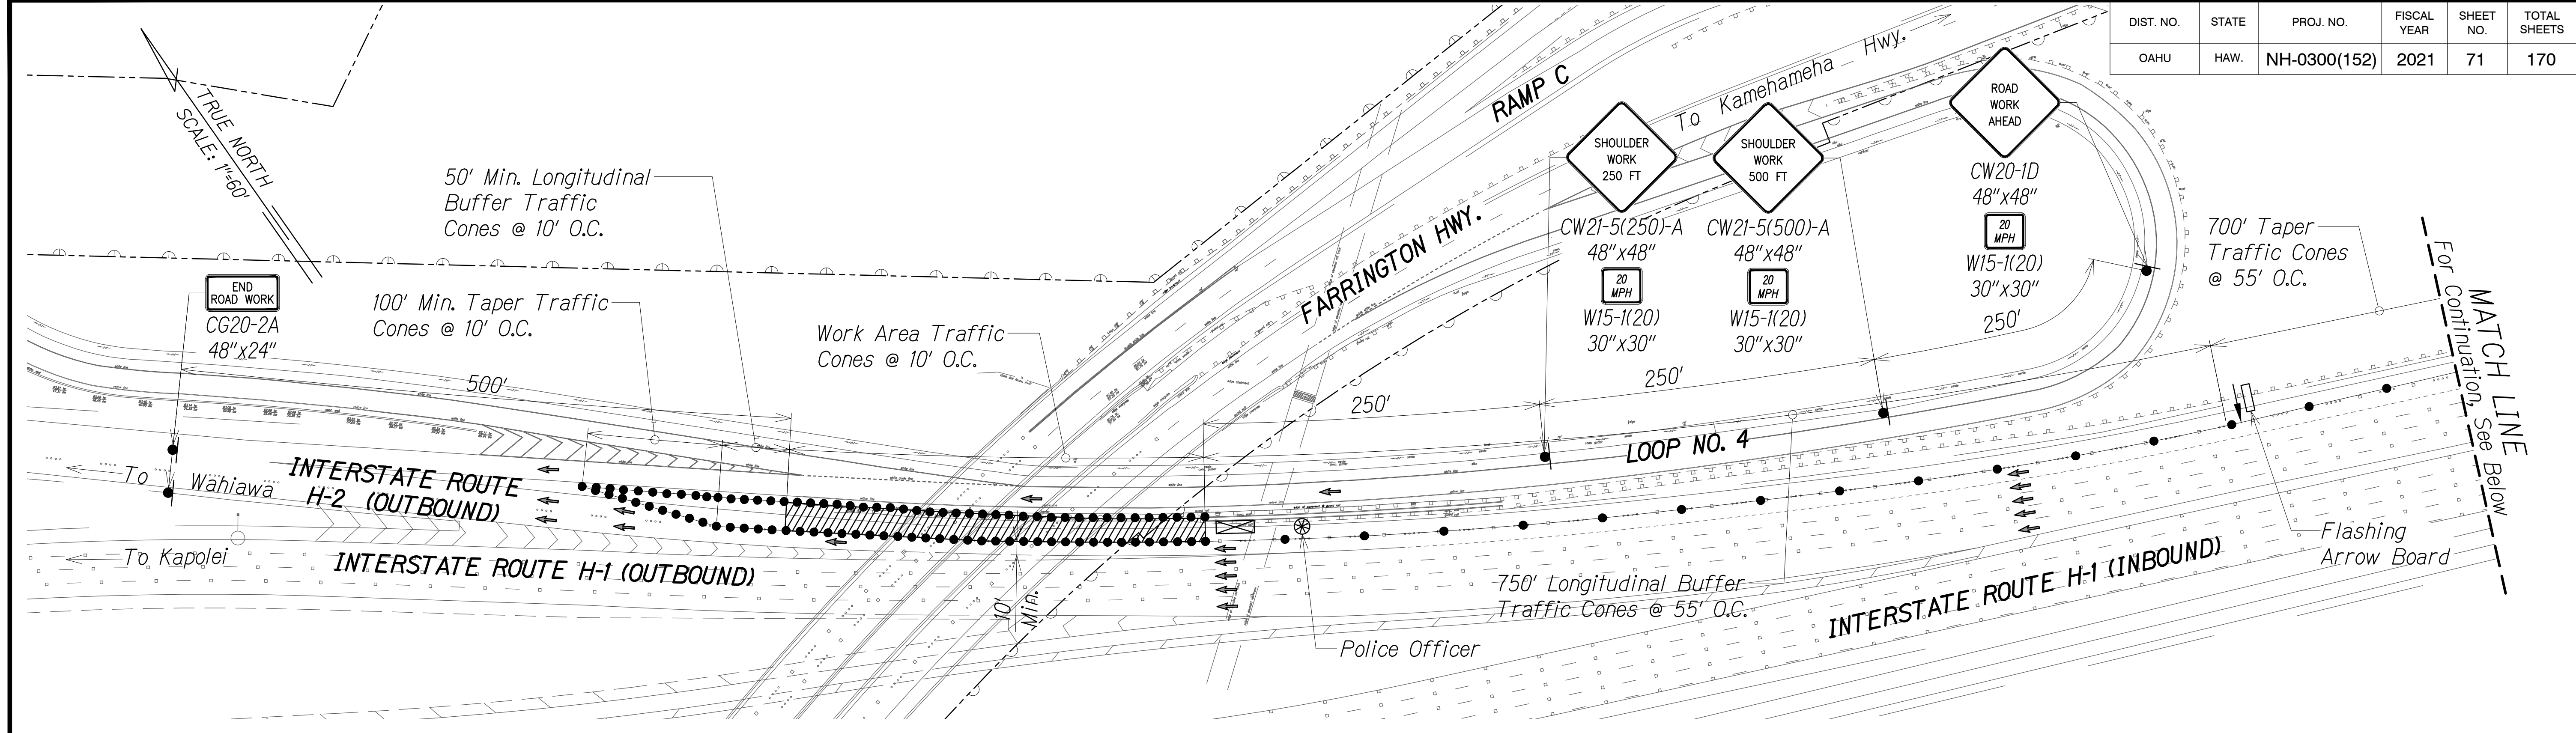 DIST. NO.
STATE
PROJ. NO.
FISCAL
YEAR
SHEET
NO.
TOTAL
SHEETS
OAHU
HAW.
NH-0300(152)
2021
71
170
TRUE NORTH
SCALE: 1"=60'
50' Min. Longitudinal
Buffer Traffic
Cones @ 10' O.C.
END
ROAD WORK
CG20-2A
48"x24"
100' Min. Taper Traffic
Cones @ 10' O.C.
Work Area Traffic
Cones @ 10' O.C.
500'
RAMP C
To Kamehameha Hwy.
FARRINGTON HWY.
SHOULDER
WORK
250 FT
CW21-5(250)-A
48"x48"
20
MPH
W15-1(20)
30"x30"
SHOULDER
WORK
500 FT
CW21-5(500)-A
48"x48"
20
MPH
W15-1(20)
30"x30"
ROAD
WORK
AHEAD
CW20-1D
48"x48"
20
MPH
W15-1(20)
30"x30"
700' Taper
Traffic Cones
@ 55' O.C.
250'
250'
250'
LOOP NO. 4
MATCH LINE
For Continuation, See Below
To Wahiawa
INTERSTATE ROUTE
H-2 (OUTBOUND)
To Kapolei
INTERSTATE ROUTE H-1 (OUTBOUND)
10'
Min.
750' Longitudinal Buffer
Traffic Cones @ 55' O.C.
Police Officer
INTERSTATE ROUTE H-1 (INBOUND)
Flashing
Arrow Board